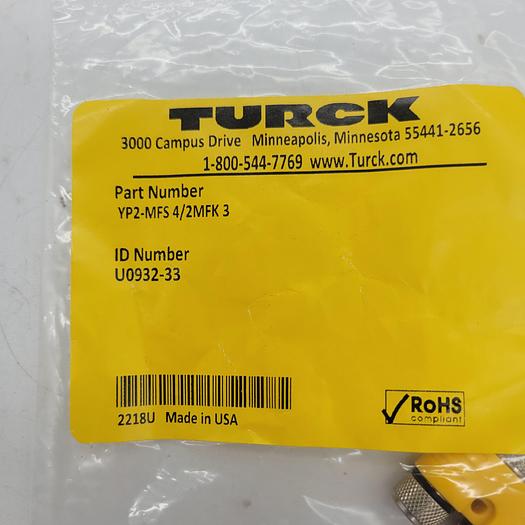 TURCK
3000 Campus Drive Minneapolis, Minnesota 55441-2656
1-800-544-7769 www.Turck.com
Part Number
YP2-MFS 4/2MFK 3
ID Number
U0932-33
2218U Made in USA
RoHS
compliant